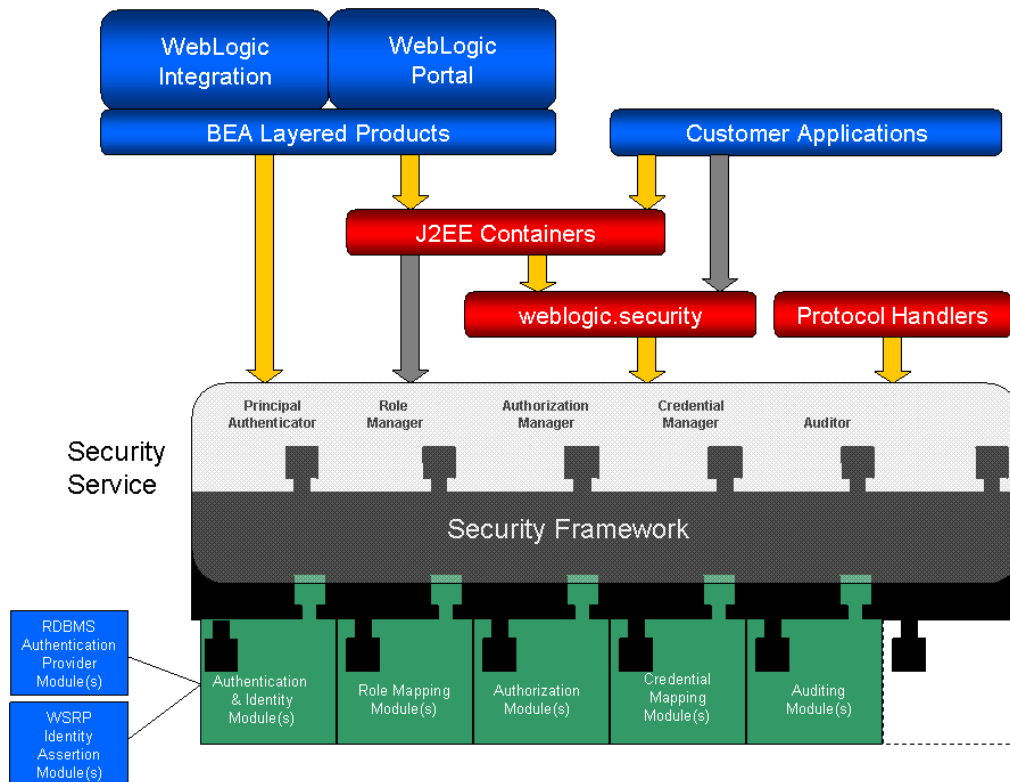 WebLogic
Integration
WebLogic
Portal
BEA Layered Products
Customer Applications
J2EE Containers
weblogic.security
Protocol Handlers
Principal
Authenticator
Role
Manager
Authorization
Manager
Credential
Manager
Auditor
Security
Service
Security Framework
RDBMS
Authentication
Provider
Module(s)
WSRP
Identity
Assertion
Module(s)
Authentication
& Identity
Module(s)
Role Mapping
Module(s)
Authorization
Module(s)
Credential
Mapping
Module(s)
Auditing
Module(s)